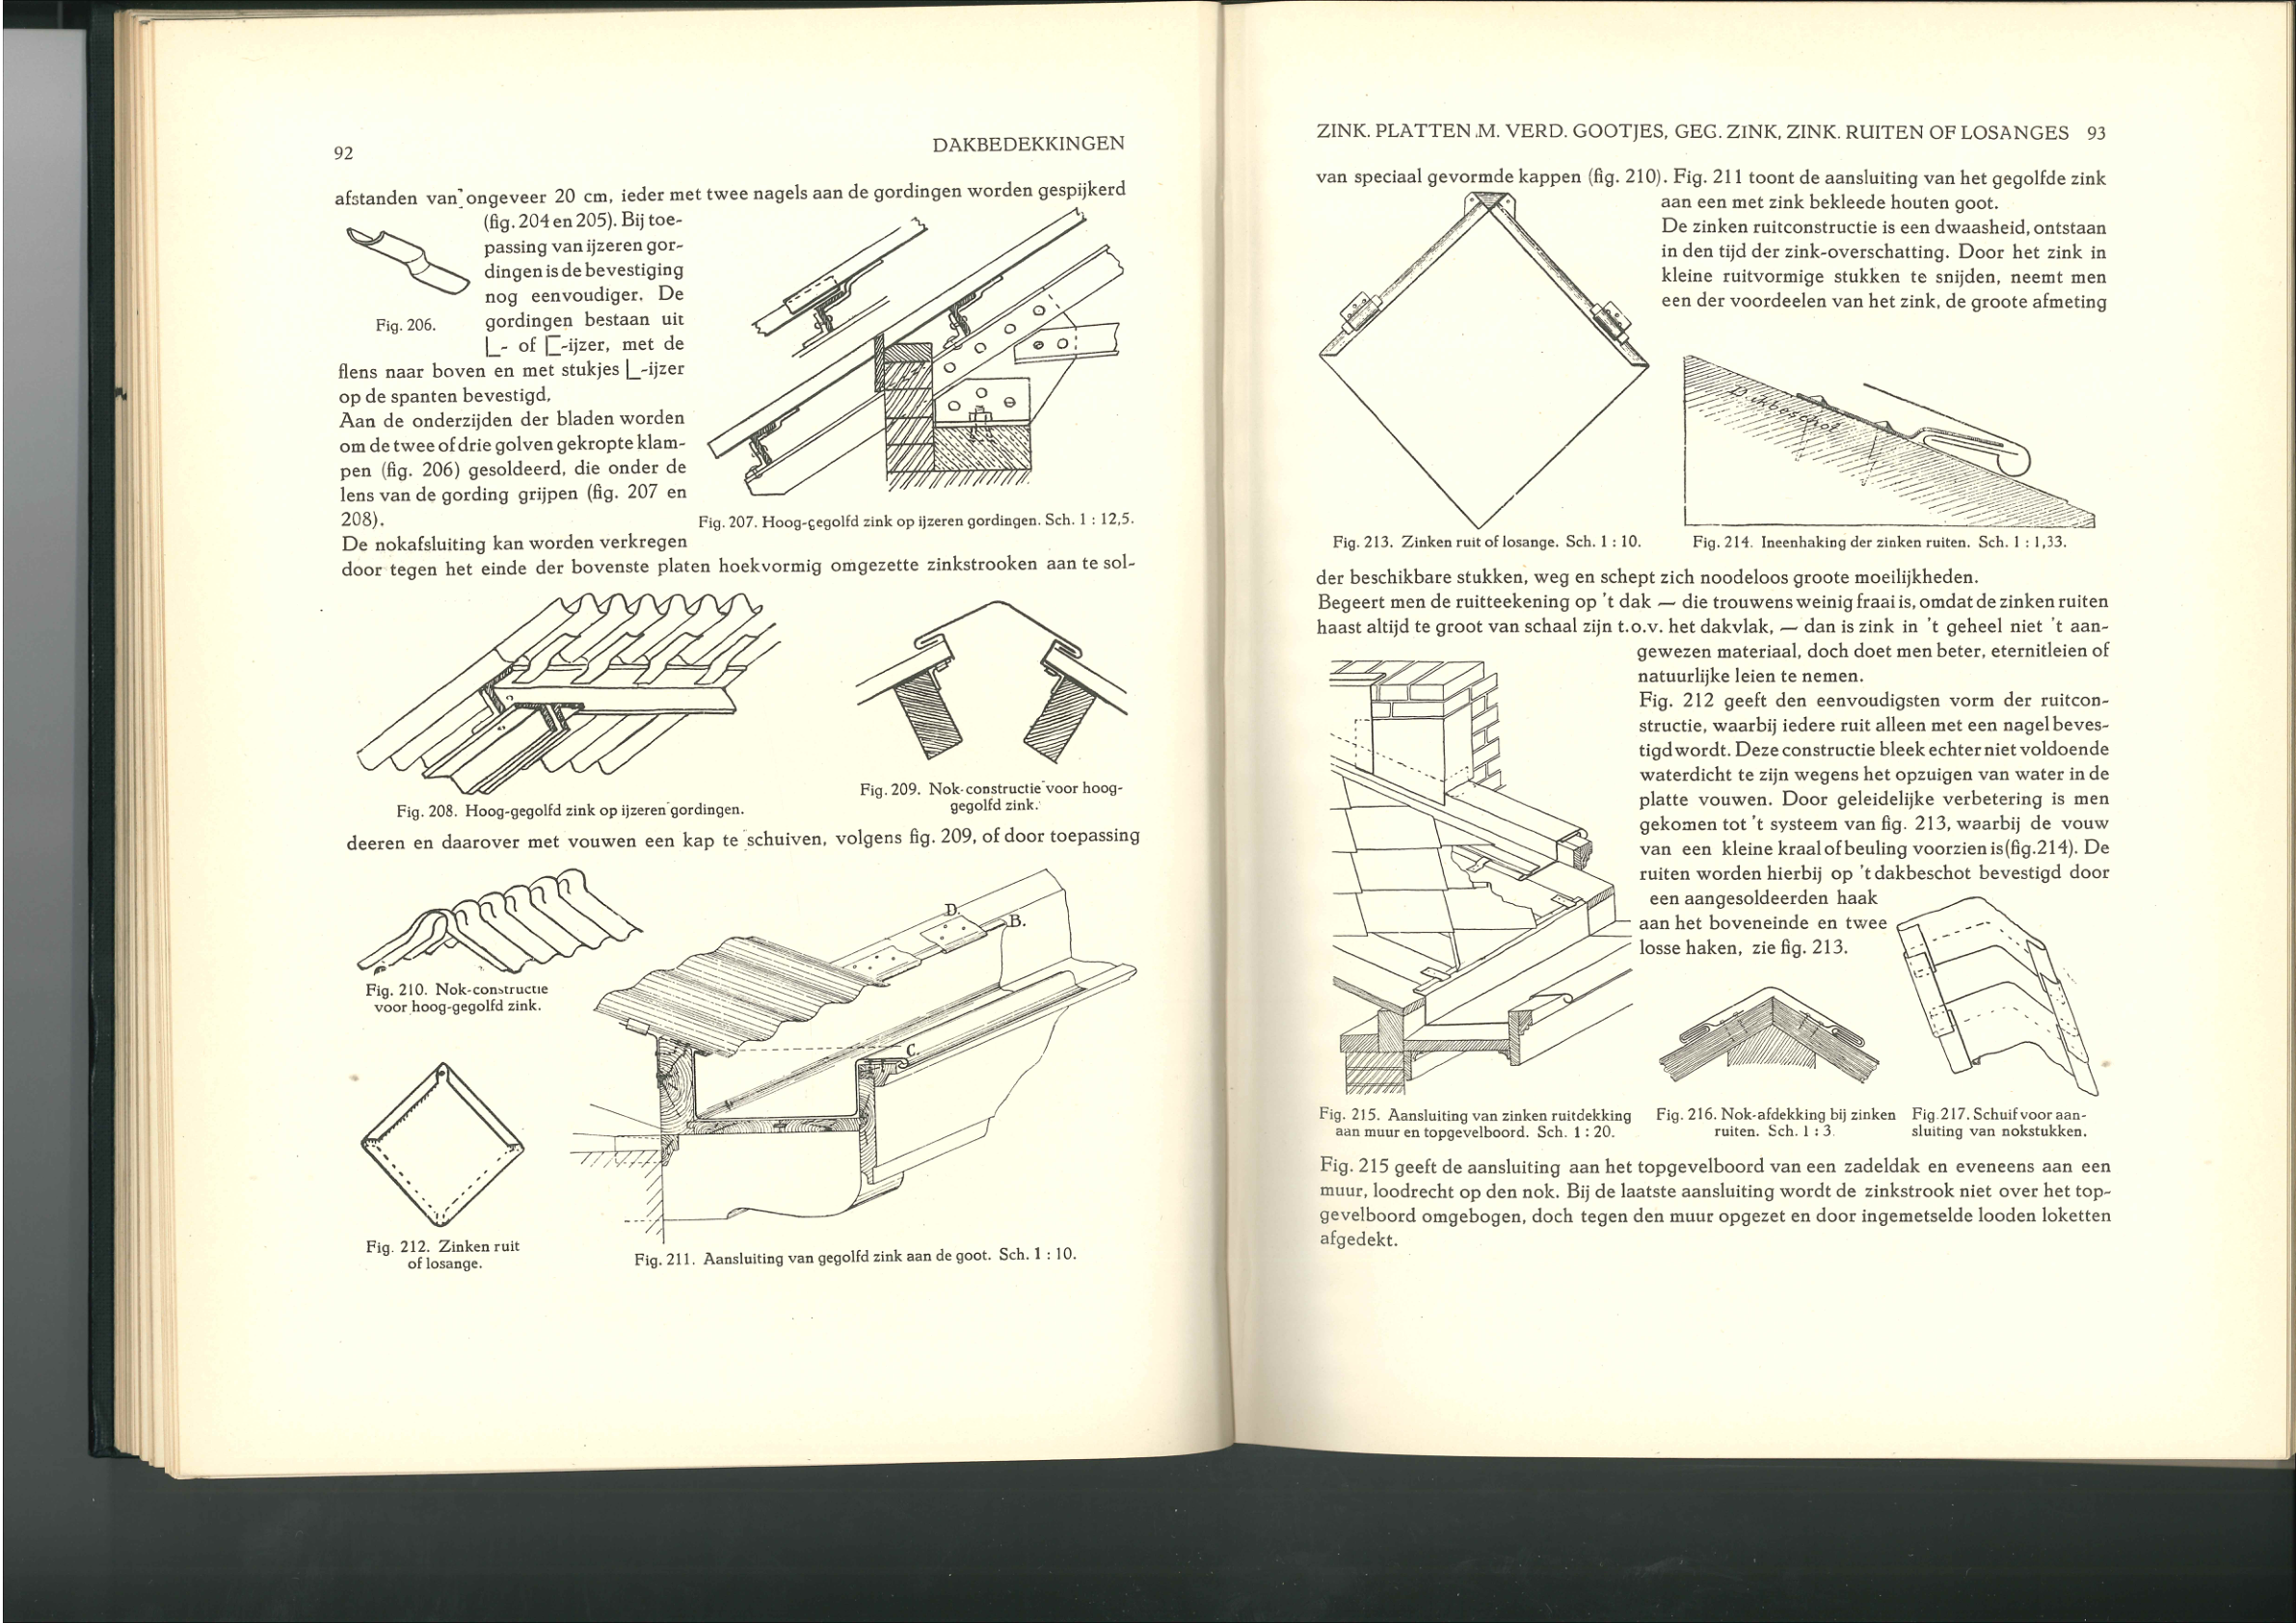 92
DAKBEDEKKINGEN
afstanden van ongeveer 20 cm, ieder met twee nagels aan de gordingen worden gespijkerd
(fig. 204 en 205). Bij toe-
passing van ijzeren gor-
dingen is de bevestiging
nog eenvoudiger. De
gordingen bestaan uit
L- of [-ijzer, met de
flens naar boven en met stukjes L-ijzer
op de spanten bevestigd.
Aan de onderzijden der bladen worden
om de twee of drie golven gekropte klam-
pen (fig. 206) gesoldeerd, die onder de
lens van de gording grijpen (fig. 207 en
208).
De nokafsluiting kan worden verkregen
door tegen het einde der bovenste platen hoekvormig omgezette zinkstrooken aan te sol-
Fig. 206.
Fig. 207. Hoog-gegolfd zink op ijzeren gordingen. Sch. 1 : 12,5.
Fig. 208. Hoog-gegolfd zink op ijzeren gordingen.
Fig. 209. Nok-constructie voor hoog-
gegolfd zink.
deeren en daarover met vouwen een kap te schuiven, volgens fig. 209, of door toepassing
Fig. 210. Nok-constructie
voor hoog-gegolfd zink.
D.
B.
C.
Fig. 212. Zinken ruit
of losange.
Fig. 211. Aansluiting van gegolfd zink aan de goot. Sch. 1 : 10.
ZINK. PLATTEN M. VERD. GOOTJES, GEG. ZINK, ZINK. RUITEN OF LOSANGES 93
van speciaal gevormde kappen (fig. 210). Fig. 211 toont de aansluiting van het gegolfde zink
aan een met zink bekleede houten goot.
De zinken ruitconstructie is een dwaasheid, ontstaan
in den tijd der zink-overschatting. Door het zink in
kleine ruitvormige stukken te snijden, neemt men
een der voordeelen van het zink, de groote afmeting
Dakbeschot
Fig. 213. Zinken ruit of losange. Sch. 1 : 10.
Fig. 214. Ineenhaking der zinken ruiten. Sch. 1 : 1,33.
der beschikbare stukken, weg en schept zich noodeloos groote moeilijkheden.
Begeert men de ruitteekening op 't dak — die trouwens weinig fraai is, omdat de zinken ruiten
haast altijd te groot van schaal zijn t.o.v. het dakvlak, — dan is zink in 't geheel niet 't aan-
gewezen materiaal, doch doet men beter, eternitleien of
natuurlijke leien te nemen.
Fig. 212 geeft den eenvoudigsten vorm der ruitcon-
structie, waarbij iedere ruit alleen met een nagel beves-
tigd wordt. Deze constructie bleek echter niet voldoende
waterdicht te zijn wegens het opzuigen van water in de
platte vouwen. Door geleidelijke verbetering is men
gekomen tot 't systeem van fig. 213, waarbij de vouw
van een kleine kraal of beuling voorzien is (fig. 214). De
ruiten worden hierbij op 't dakbeschot bevestigd door
een aangesoldeerden haak
aan het boveneinde en twee
losse haken, zie fig. 213.
Fig. 215. Aansluiting van zinken ruitdekking
aan muur en topgevelboord. Sch. 1 : 20.
Fig. 216. Nok-afdekking bij zinken
ruiten. Sch. 1 : 3.
Fig. 217. Schuif voor aan-
sluiting van nokstukken.
Fig. 215 geeft de aansluiting aan het topgevelboord van een zadeldak en eveneens aan een
muur, loodrecht op den nok. Bij de laatste aansluiting wordt de zinkstrook niet over het top-
gevelboord omgebogen, doch tegen den muur opgezet en door ingemetselde looden loketten
afgedekt.